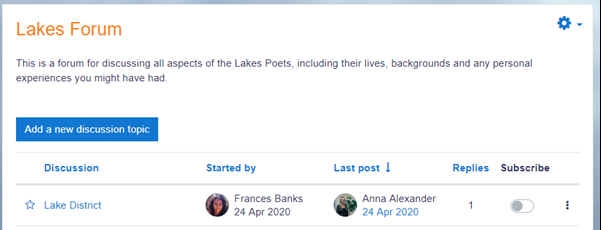 Lakes Forum
This is a forum for discussing all aspects of the Lakes Poets, including their lives, backgrounds and any personal
experiences you might have had.
Add a new discussion topic
Discussion Started by Last post ↓ Replies Subscribe
Lake District Frances Banks Anna Alexander 1
24 Apr 2020 24 Apr 2020